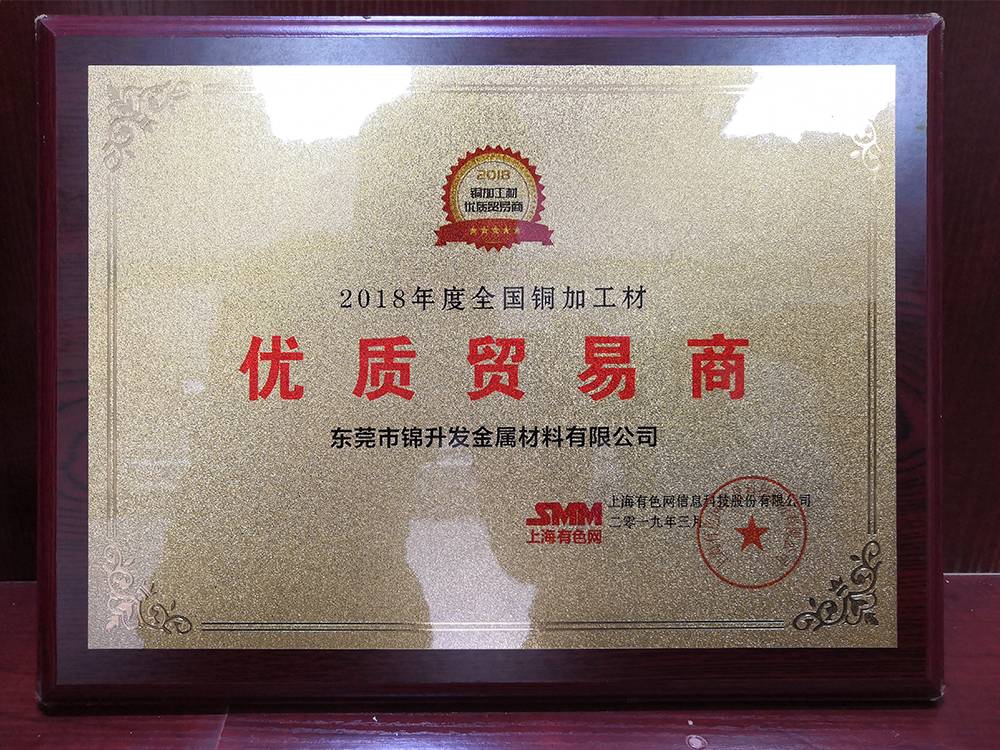 2018
铜加工材
优质贸易商
2018年度全国铜加工材
优质贸易商
东莞市锦升发金属材料有限公司
SMM
上海有色网
上海有色网信息科技股份有限公司
二零一九年三月